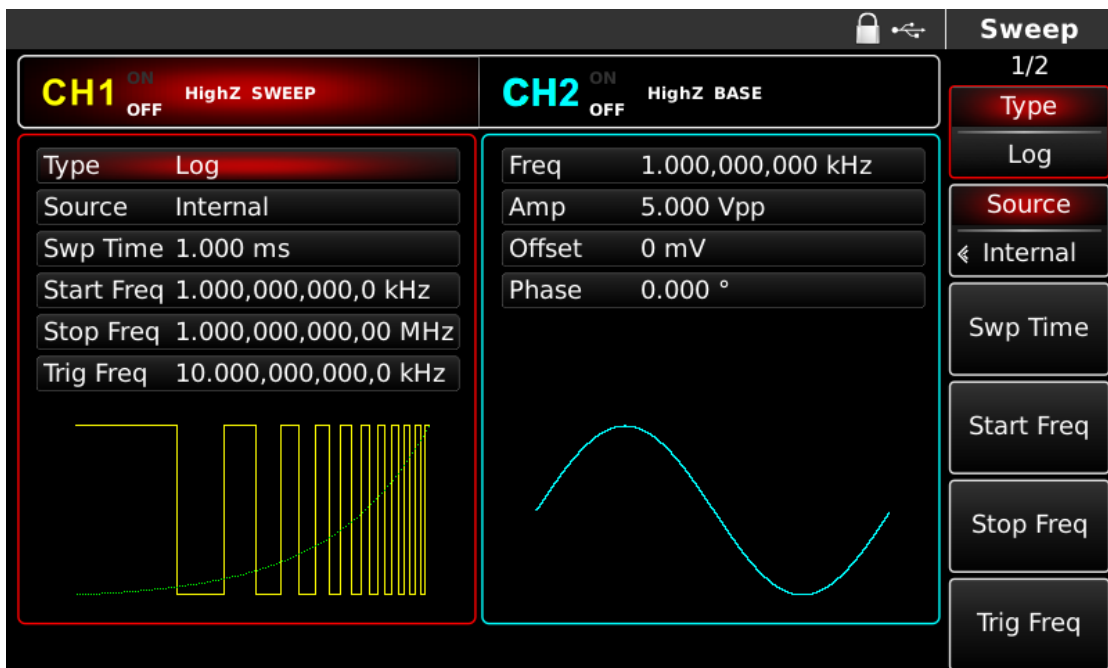 Sweep
1/2
CH1 ON OFF HighZ SWEEP
CH2 ON OFF HighZ BASE
Type Log
Source Internal
Swp Time 1.000 ms
Start Freq 1.000,000,000,0 kHz
Stop Freq 1.000,000,000,00 MHz
Trig Freq 10.000,000,000,0 kHz
Freq 1.000,000,000 kHz
Amp 5.000 Vpp
Offset 0 mV
Phase 0.000 °
Type
Log
Source
Internal
Swp Time
Start Freq
Stop Freq
Trig Freq